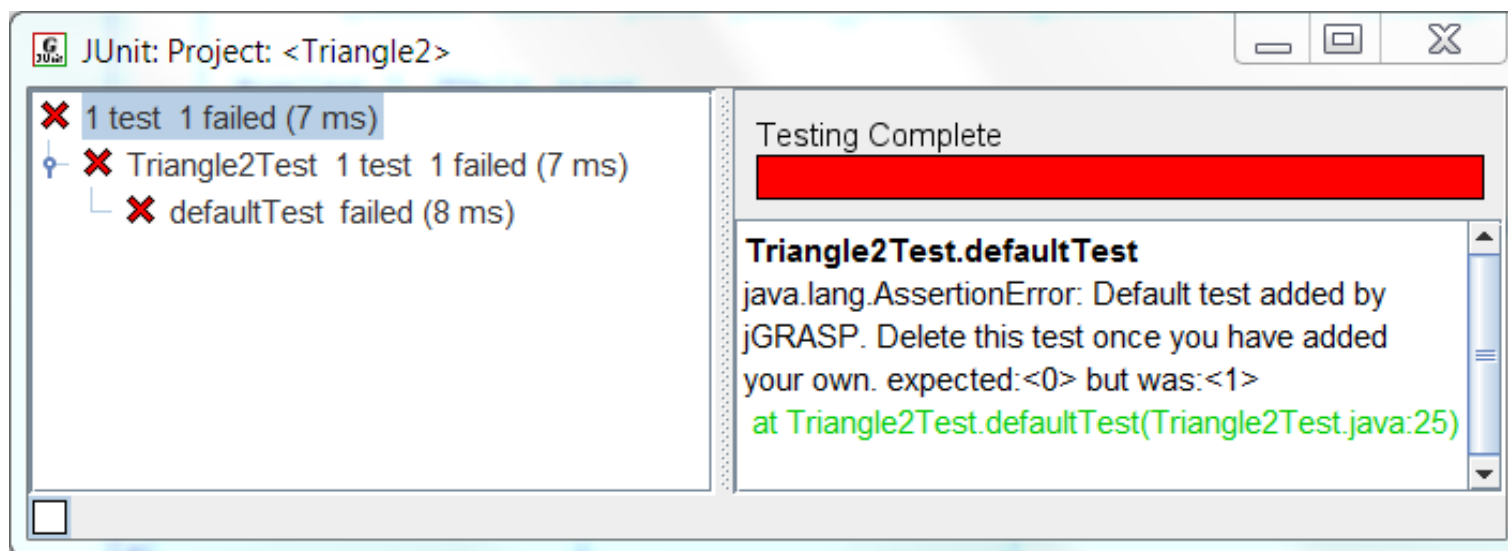 JUnit: Project: <Triangle2>
1 test 1 failed (7 ms)
Triangle2Test 1 test 1 failed (7 ms)
defaultTest failed (8 ms)
Testing Complete
Triangle2Test.defaultTest
java.lang.AssertionError: Default test added by
jGRASP. Delete this test once you have added
your own. expected:<0> but was:<1>
at Triangle2Test.defaultTest(Triangle2Test.java:25)